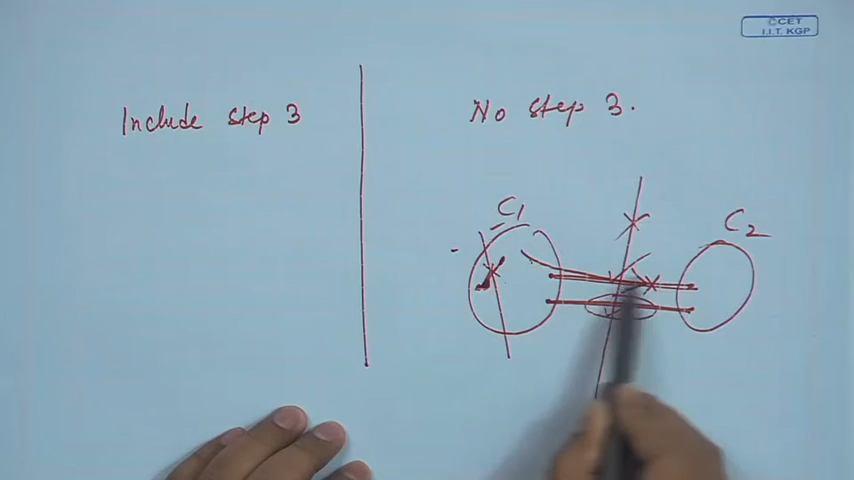 ©CET
I.I.T. KGP
Include step 3
No step 3.
C1
C2